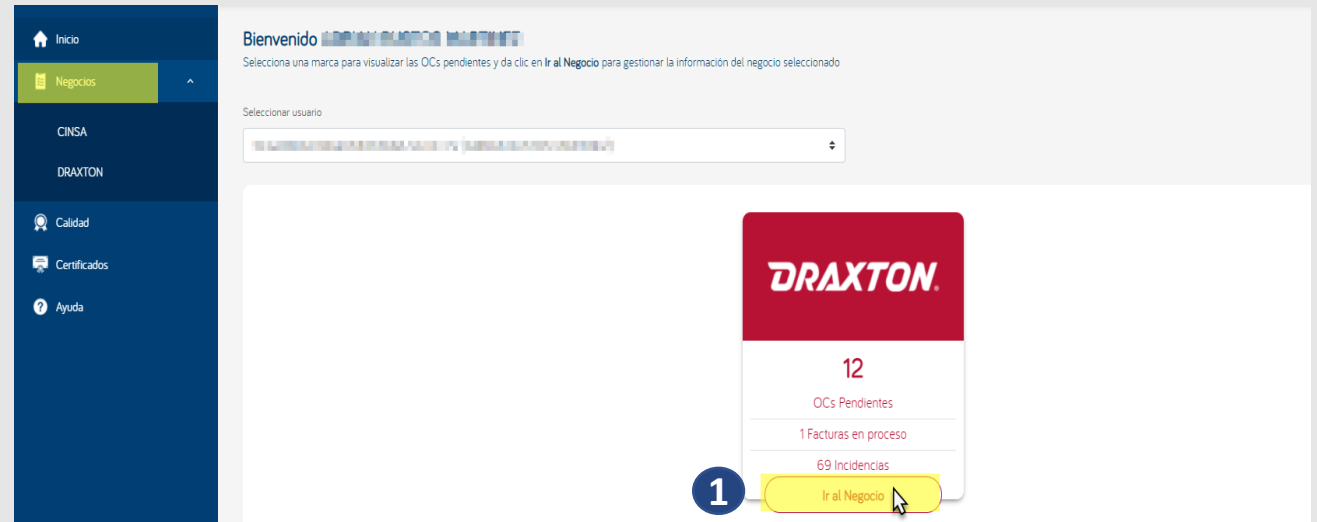 Inicio
Negocios
CINSA
DRAXTON
Calidad
Certificados
Ayuda
Bienvenido
Selecciona una marca para visualizar las OCs pendientes y da clic en Ir al Negocio para gestionar la información del negocio seleccionado
Seleccionar usuario
DRAXTON®
12
OCs Pendientes
1 Facturas en proceso
69 Incidencias
1
Ir al Negocio